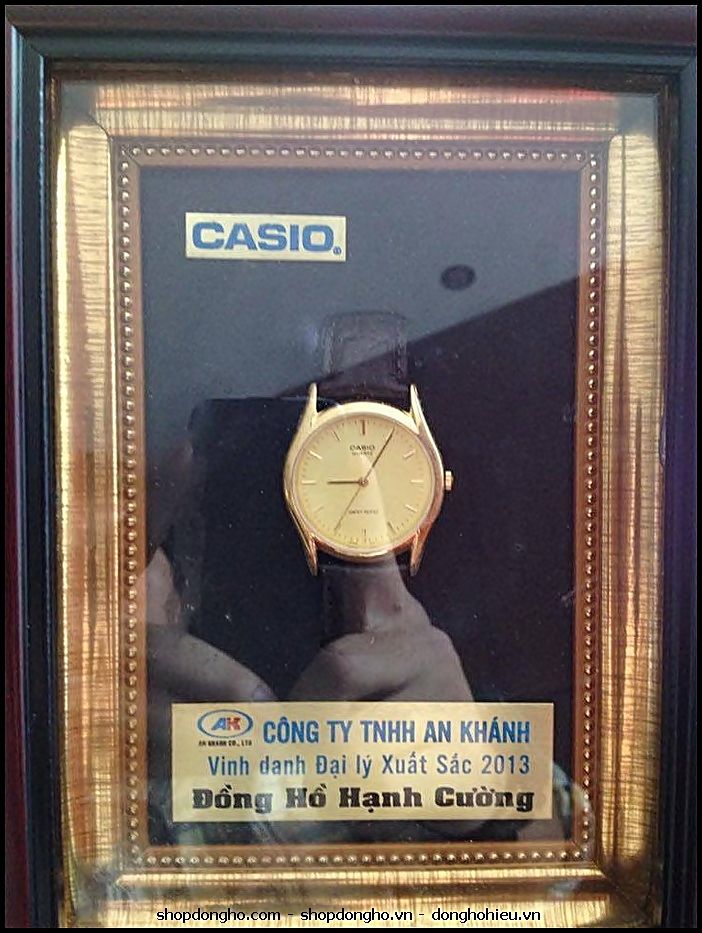 CASIO
CASIO
QUARTZ
AK
AN KHANH CO., LTD
CÔNG TY TNHH AN KHÁNH
Vinh danh Đại lý Xuất Sắc 2013
Đồng Hồ Hạnh Cường
shopdongho.com - shopdongho.vn - donghohieu.vn